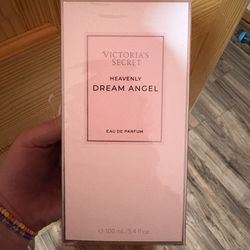 VICTORIA'S
SECRET
HEAVENLY
DREAM ANGEL
EAU DE PARFUM
℮ 100 mL/3.4 fl oz